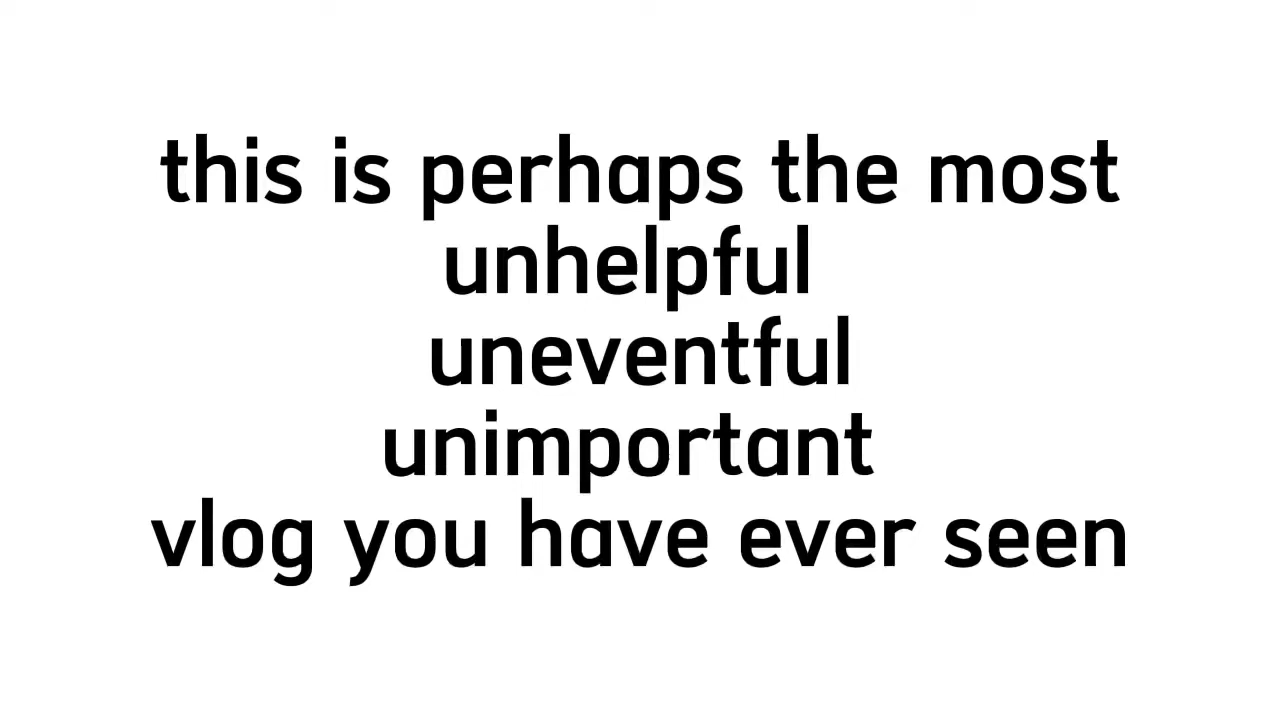 this is perhaps the most
unhelpful
uneventful
unimportant
vlog you have ever seen